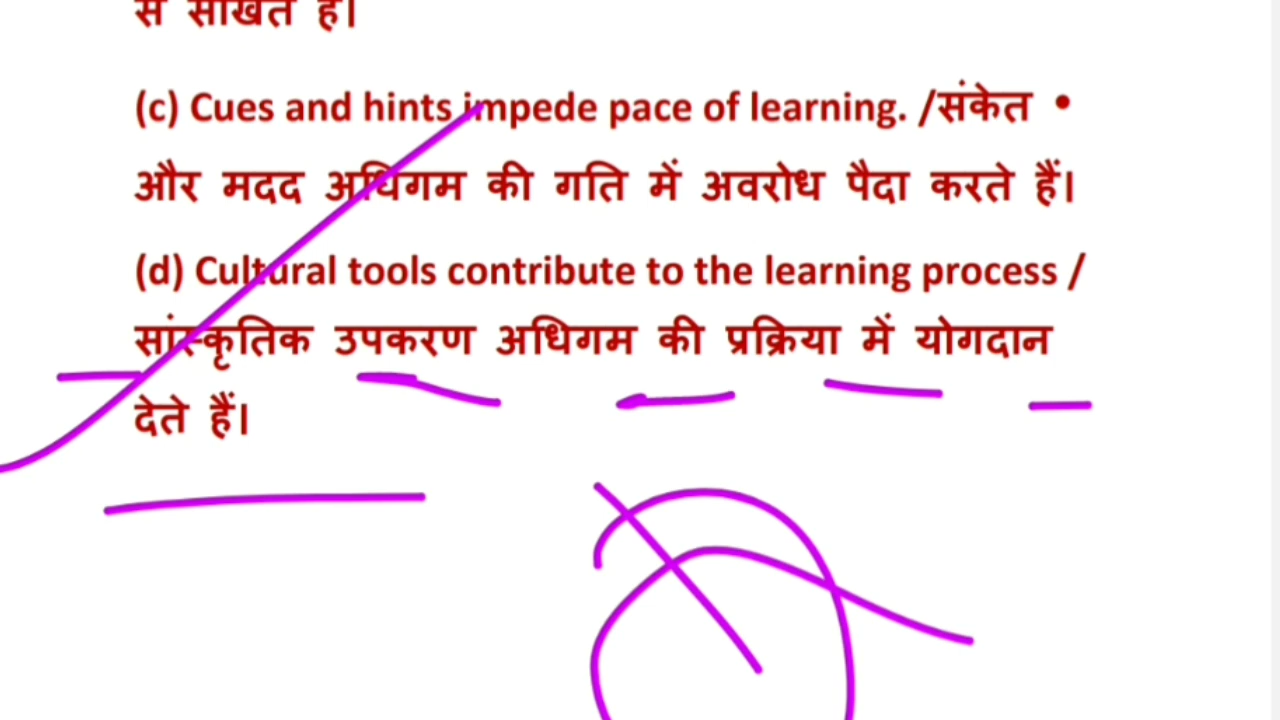 से सीखते हैं।
(c) Cues and hints impede pace of learning. /संकेत •
और मदद अधिगम की गति में अवरोध पैदा करते हैं।
(d) Cultural tools contribute to the learning process /
सांस्कृतिक उपकरण अधिगम की प्रक्रिया में योगदान
देते हैं।